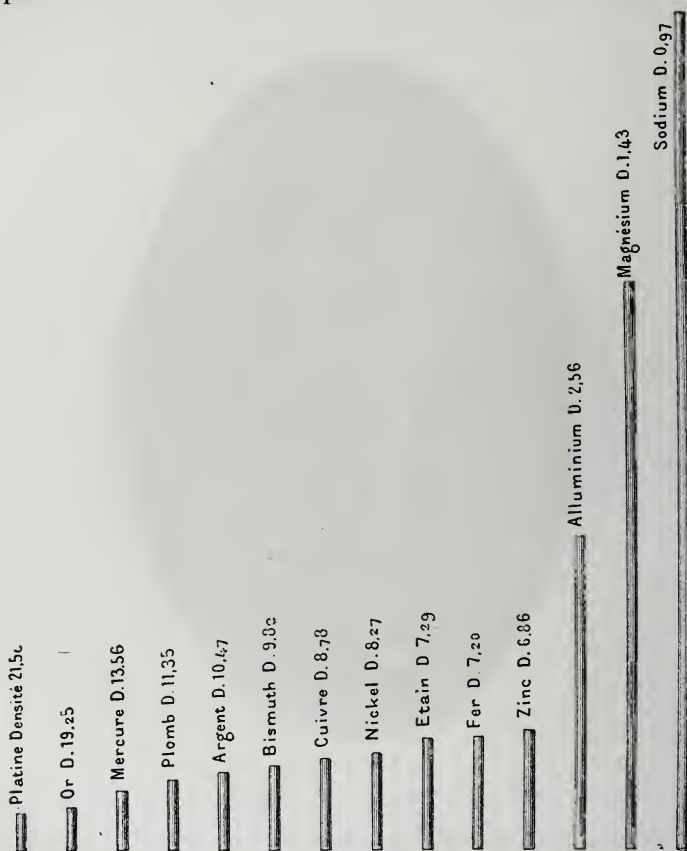 Platine Densité 21,5
Or D. 19,25
Mercure D. 13,56
Plomb D. 11,35
Argent D. 10,47
Bismuth D. 9,82
Cuivre D. 8,78
Nickel D. 8,27
Etain D 7,29
Fer D. 7,20
Zinc D. 6,86
Alluminium D. 2,56
Magnésium D. 1,43
Sodium D. 0,97